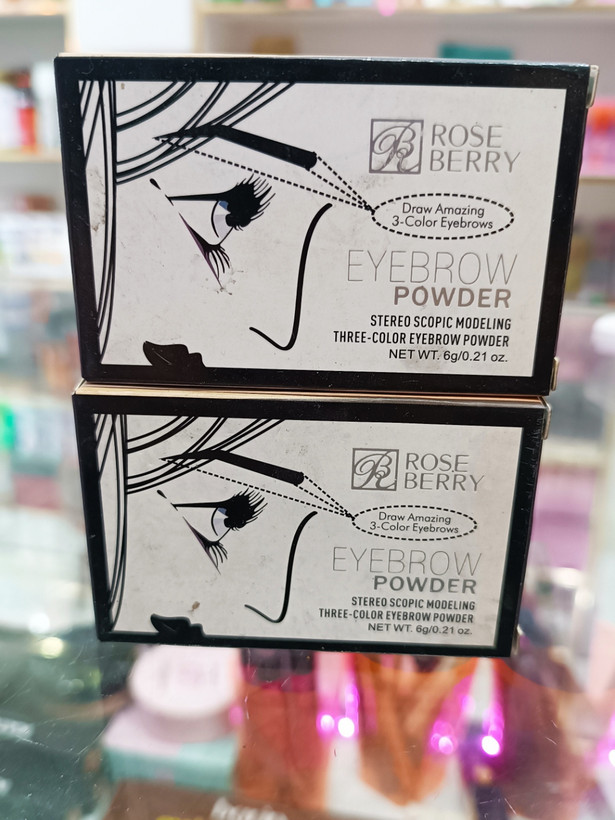 ROSE
BERRY
Draw Amazing
3-Color Eyebrows
EYEBROW
POWDER
STEREO SCOPIC MODELING
THREE-COLOR EYEBROW POWDER
NET WT. 6g/0.21 oz.
ROSE
BERRY
Draw Amazing
3-Color Eyebrows
EYEBROW
POWDER
STEREO SCOPIC MODELING
THREE-COLOR EYEBROW POWDER
NET WT. 6g/0.21 oz.